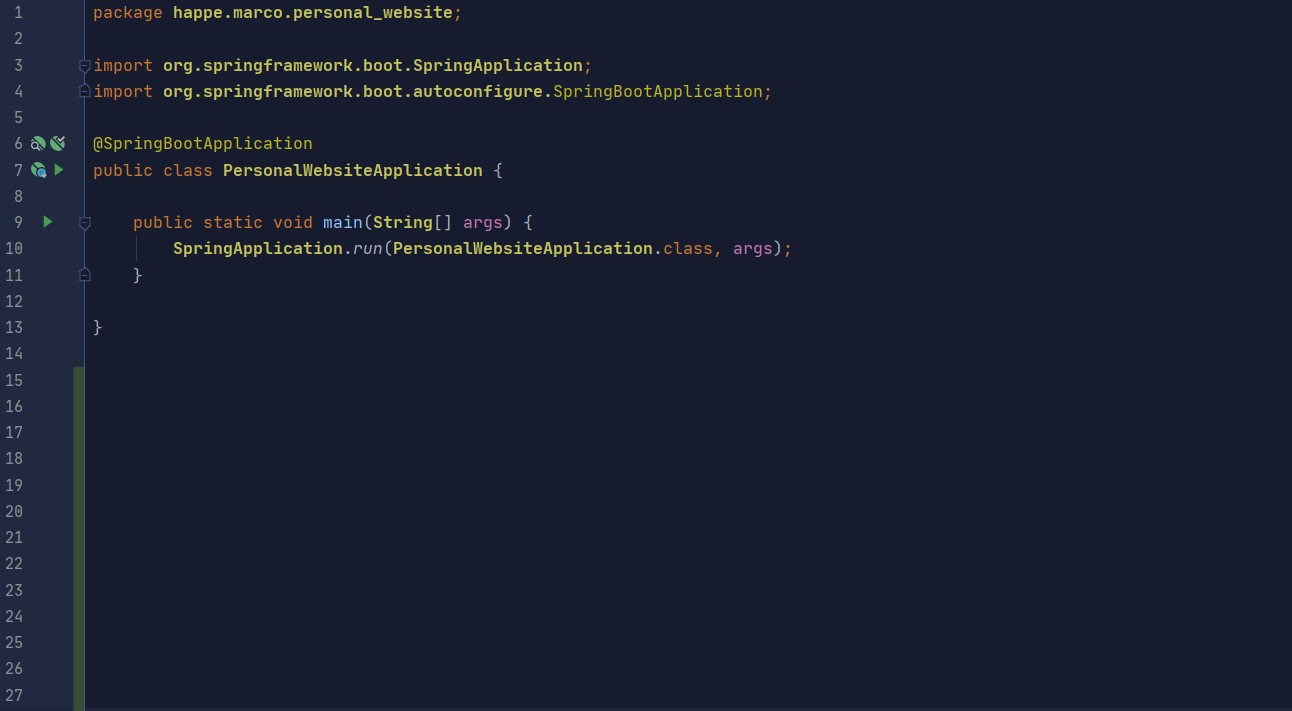 1 package happe.marco.personal_website;
2
3 import org.springframework.boot.SpringApplication;
4 import org.springframework.boot.autoconfigure.SpringBootApplication;
5
6 @SpringBootApplication
7 public class PersonalWebsiteApplication {
8
9     public static void main(String[] args) {
10         SpringApplication.run(PersonalWebsiteApplication.class, args);
11     }
12
13 }
14
15
16
17
18
19
20
21
22
23
24
25
26
27